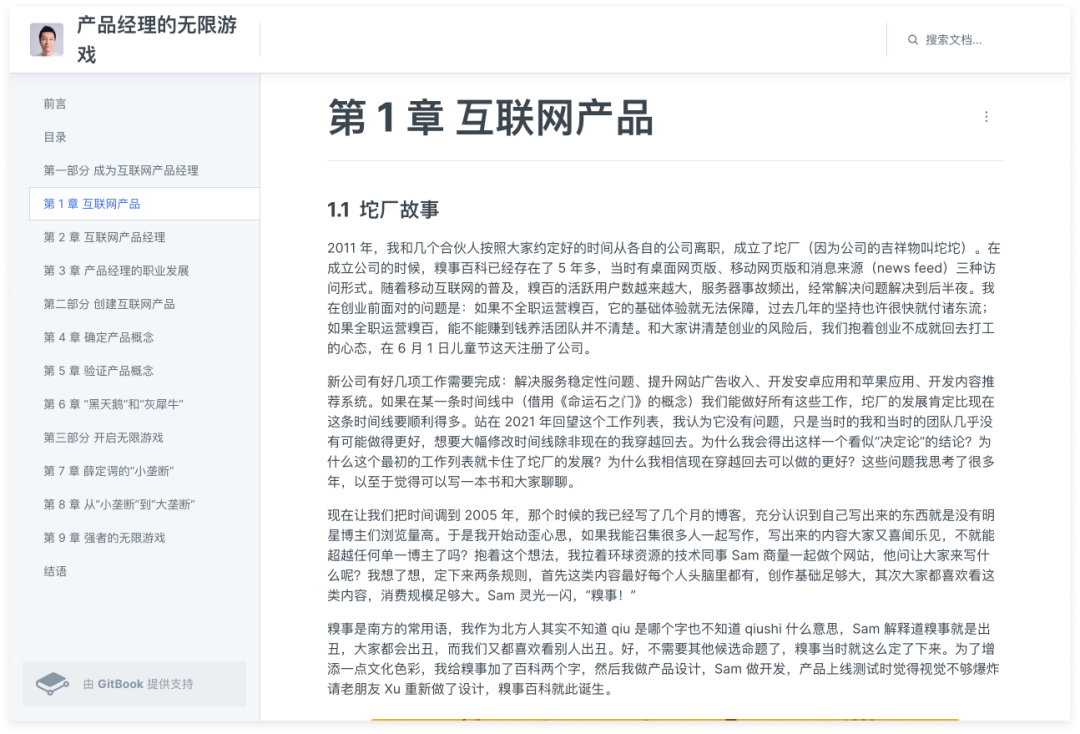 产品经理的无限游
戏
搜索文档...
前言
目录
第一部分 成为互联网产品经理
第 1 章 互联网产品
第 2 章 互联网产品经理
第 3 章 产品经理的职业发展
第二部分 创建互联网产品
第 4 章 确定产品概念
第 5 章 验证产品概念
第 6 章 “黑天鹅”和“灰犀牛”
第三部分 开启无限游戏
第 7 章 薛定谔的“小垄断”
第 8 章 从“小垄断”到“大垄断”
第 9 章 强者的无限游戏
结语
由 GitBook 提供支持
第 1 章 互联网产品
1.1 坨厂故事
2011 年，我和几个合伙人按照大家约定好的时间从各自的公司离职，成立了坨厂（因为公司的吉祥物叫坨坨）。在
成立公司的时候，糗事百科已经存在了 5 年多，当时有桌面网页版、移动网页版和消息来源（news feed）三种访
问形式。随着移动互联网的普及，糗百的活跃用户数越来越大，服务器事故频出，经常解决问题解决到后半夜。我
在创业前面对的问题是：如果不全职运营糗百，它的基础体验就无法保障，过去几年的坚持也许很快就付诸东流；
如果全职运营糗百，能不能赚到钱养活团队并不清楚。和大家讲清楚创业的风险后，我们抱着创业不成就回去打工
的心态，在 6 月 1 日儿童节这天注册了公司。
新公司有好几项工作需要完成：解决服务稳定性问题、提升网站广告收入、开发安卓应用和苹果应用、开发内容推
荐系统。如果在某一条时间线中（借用《命运石之门》的概念）我们能做好所有这些工作，坨厂的发展肯定比现在
这条时间线要顺利得多。站在 2021 年回望这个工作列表，我认为它没有问题，只是当时的我和当时的团队几乎没
有可能做得更好，想要大幅修改时间线除非现在的我穿越回去。为什么我会得出这样一个看似“决定论”的结论？为
什么这个最初的工作列表就卡住了坨厂的发展？为什么我相信现在穿越回去可以做的更好？这些问题我思考了很多
年，以至于觉得可以写一本书和大家聊聊。
现在让我们把时间调到 2005 年，那个时候的我已经写了几个月的博客，充分认识到自己写出来的东西就是没有明
星博主们浏览量高。于是我开始动歪心思，如果我能召集很多人一起写作，写出来的内容大家又喜闻乐见，不就能
超越任何单一博主了吗？抱着这个想法，我拉着环球资源的技术同事 Sam 商量一起做个网站，他问让大家来写什
么呢？我想了想，定下来两条规则，首先这类内容最好每个人头脑里都有，创作基础足够大，其次大家都喜欢看这
类内容，消费规模足够大。Sam 灵光一闪，“糗事！”
糗事是南方的常用语，我作为北方人其实不知道 qiu 是哪个字也不知道 qiushi 什么意思，Sam 解释道糗事就是出
丑，大家都会出丑，而我们又都喜欢看别人出丑。好，不需要其他候选命题了，糗事当时就这么定了下来。为了增
添一点文化色彩，我给糗事加了百科两个字，然后我做产品设计，Sam 做开发，产品上线测试时觉得视觉不够爆炸
请老朋友 Xu 重新做了设计，糗事百科就此诞生。